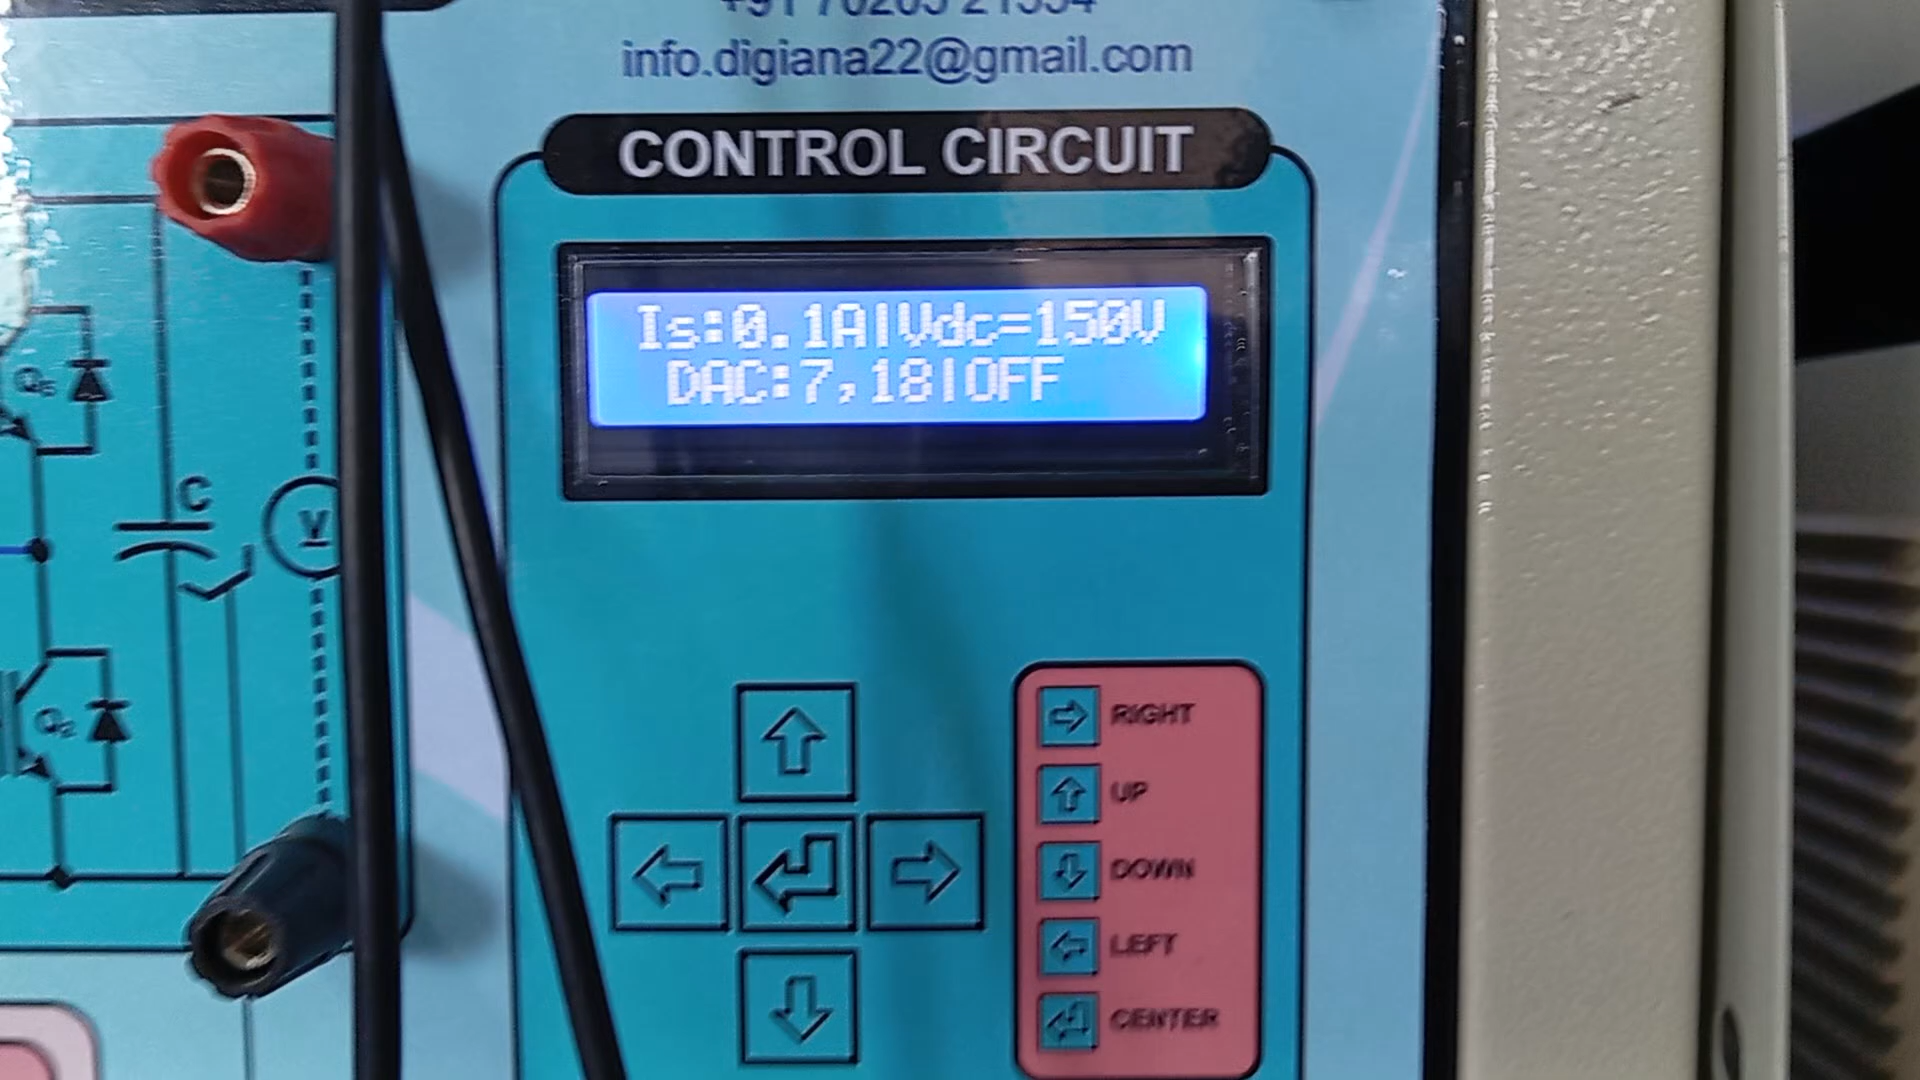 info.digiana22@gmail.com
CONTROL CIRCUIT
Is:0.1A|Vdc=150V
DAC:7,18|OFF
C
V
RIGHT
UP
DOWN
LEFT
CENTER